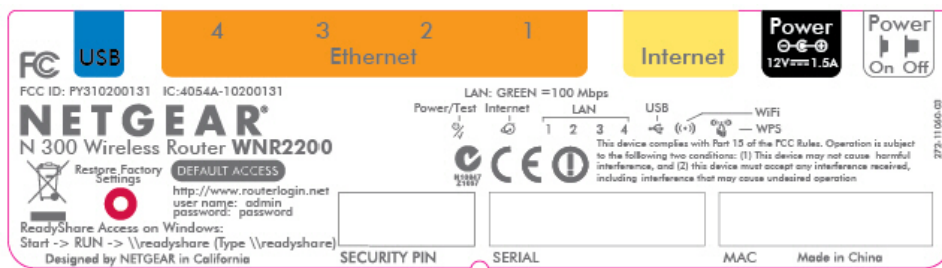 4 3 2 1
Power
Power
USB
Ethernet
Internet
12V 1.5A
On Off
FC
FCC ID: PY310200131 IC:4054A-10200131
LAN: GREEN =100 Mbps
NETGEAR®
Power/Test Internet LAN USB
WiFi
1 2 3 4
WPS
N 300 Wireless Router WNR2200
This device complies with Part 15 of the FCC Rules. Operation is subject
to the following two conditions: (1) This device may not cause harmful
interference, and (2) this device must accept any interference received,
including interference that may cause undesired operation
272-11060-03
N10947
CE
Restore Factory
Settings
DEFAULT ACCESS
http://www.routerlogin.net
user name: admin
password: password
ReadyShare Access on Windows:
Start -> RUN -> \\readyshare (Type \\readyshare)
Designed by NETGEAR in California
SECURITY PIN
SERIAL
MAC
Made in China